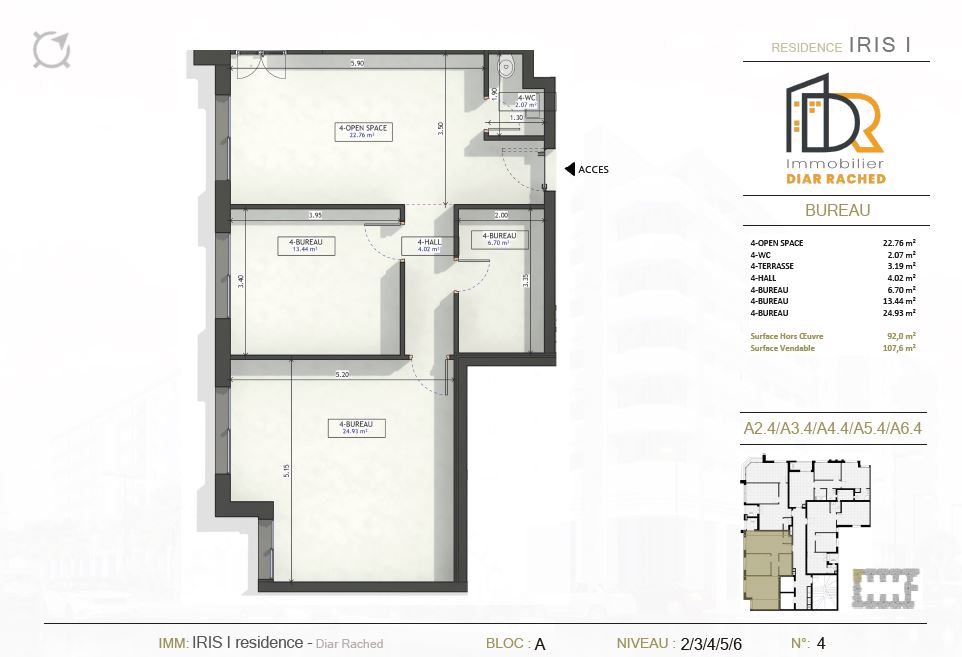 RESIDENCE IRIS I
DR
Immobilier
DIAR RACHED
BUREAU
4-OPEN SPACE 22.76 m²
4-WC 2.07 m²
4-TERRASSE 3.19 m²
4-HALL 4.02 m²
4-BUREAU 6.70 m²
4-BUREAU 13.44 m²
4-BUREAU 24.93 m²
Surface Hors Œuvre 92,0 m²
Surface Vendable 107,6 m²
A2.4/A3.4/A4.4/A5.4/A6.4
5.90
1.90
4-WC
2.07 m²
1.30
4-OPEN SPACE
22.76 m²
3.50
ACCES
3.95
2.00
4-BUREAU
13.44 m²
4-HALL
4.02 m²
4-BUREAU
6.70 m²
3.40
3.35
5.20
4-BUREAU
24.93 m²
5.15
IMM: IRIS I residence - Diar Rached BLOC : A NIVEAU : 2/3/4/5/6 N°: 4